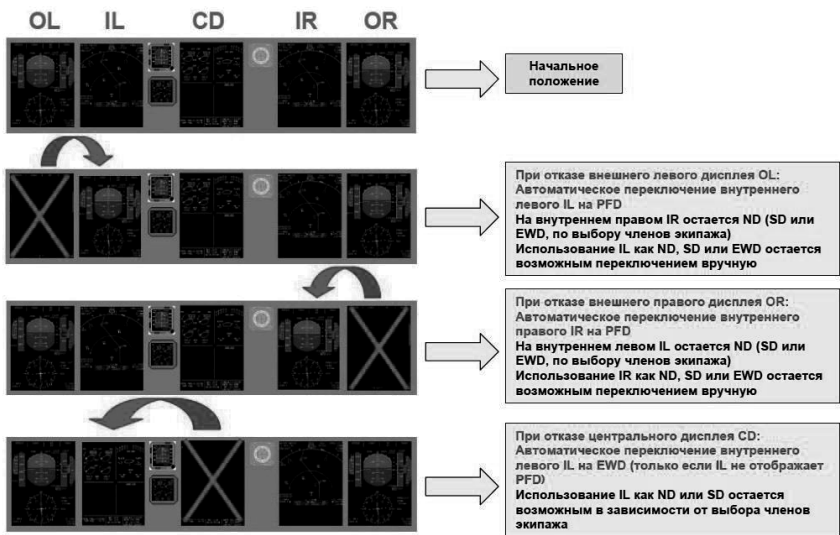 OL IL CD IR OR
Начальное
положение
При отказе внешнего левого дисплея OL:
Автоматическое переключение внутреннего
левого IL на PFD
На внутреннем правом IR остается ND (SD или
EWD, по выбору членов экипажа)
Использование IL как ND, SD или EWD остается
возможным переключением вручную
При отказе внешнего правого дисплея OR:
Автоматическое переключение внутреннего
правого IR на PFD
На внутреннем левом IL остается ND (SD или
EWD, по выбору членов экипажа)
Использование IR как ND, SD или EWD остается
возможным переключением вручную
При отказе центрального дисплея CD:
Автоматическое переключение внутреннего
левого IL на EWD (только если IL не отображает
PFD)
Использование IL как ND или SD остается
возможным в зависимости от выбора членов
экипажа